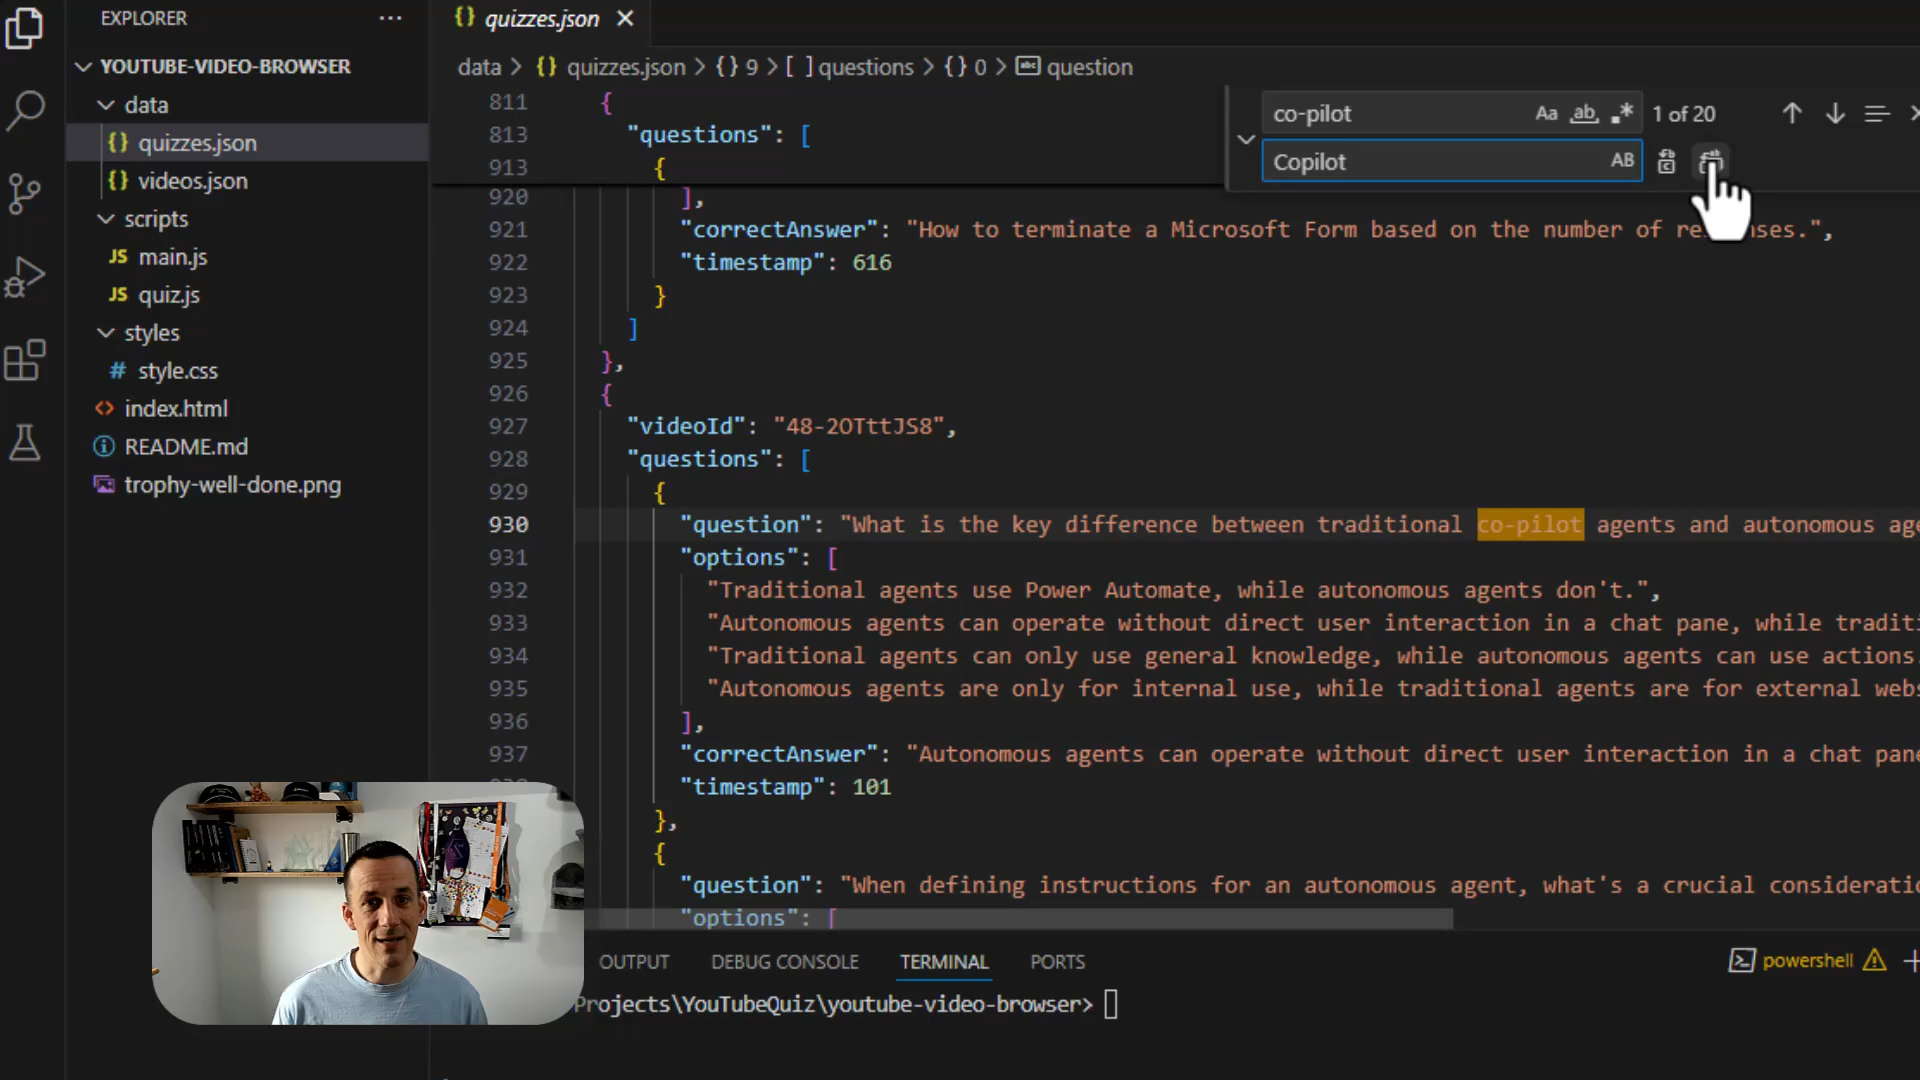 EXPLORER
YOUTUBE-VIDEO-BROWSER
data
{} quizzes.json
{} videos.json
scripts
JS main.js
JS quiz.js
styles
# style.css
<> index.html
README.md
trophy-well-done.png
{} quizzes.json
data > {} quizzes.json > {} 9 > [ ] questions > {} 0 > abc question
co-pilot Aa ab 1 of 20
Copilot AB
811 {
813 "questions": [
913 {
920 ],
921 "correctAnswer": "How to terminate a Microsoft Form based on the number of
922 "timestamp": 616
923 }
924 ]
925 },
926 {
927 "videoId": "48-2OTttJS8",
928 "questions": [
929 {
930 "question": "What is the key difference between traditional co-pilot agents and autonomous age
931 "options": [
932 "Traditional agents use Power Automate, while autonomous agents don't.",
933 "Autonomous agents can operate without direct user interaction in a chat pane, while traditi
934 "Traditional agents can only use general knowledge, while autonomous agents can use actions.
935 "Autonomous agents are only for internal use, while traditional agents are for external webs
936 ],
937 "correctAnswer": "Autonomous agents can operate without direct user interaction in a chat pane
"timestamp": 101
},
{
"question": "When defining instructions for an autonomous agent, what's a crucial considerati
"options": [
OUTPUT DEBUG CONSOLE TERMINAL PORTS
powershell
Projects\YouTubeQuiz\youtube-video-browser>